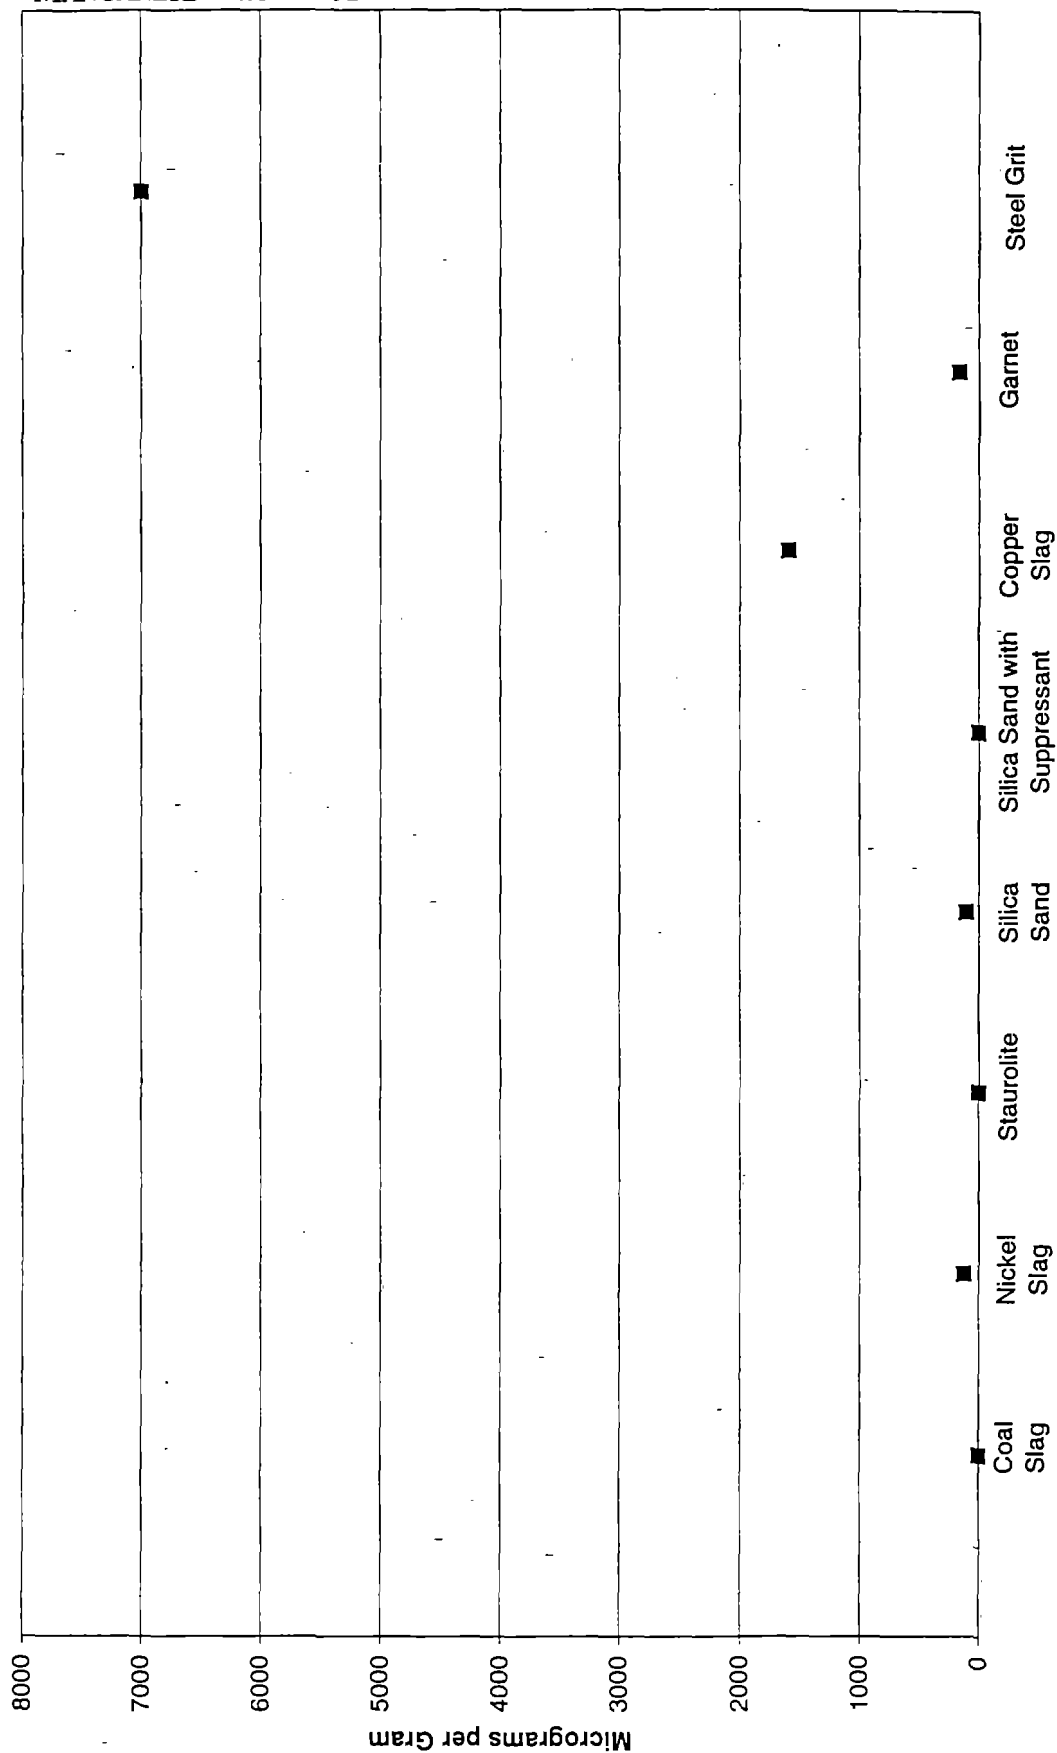 Micrograms per Gram
8000
7000
6000
5000
4000
3000
2000
1000
0
Coal
Slag
Nickel
Slag
Staurolite
Silica
Sand
Silica Sand with
Suppressant
Copper
Slag
Garnet
Steel Grit